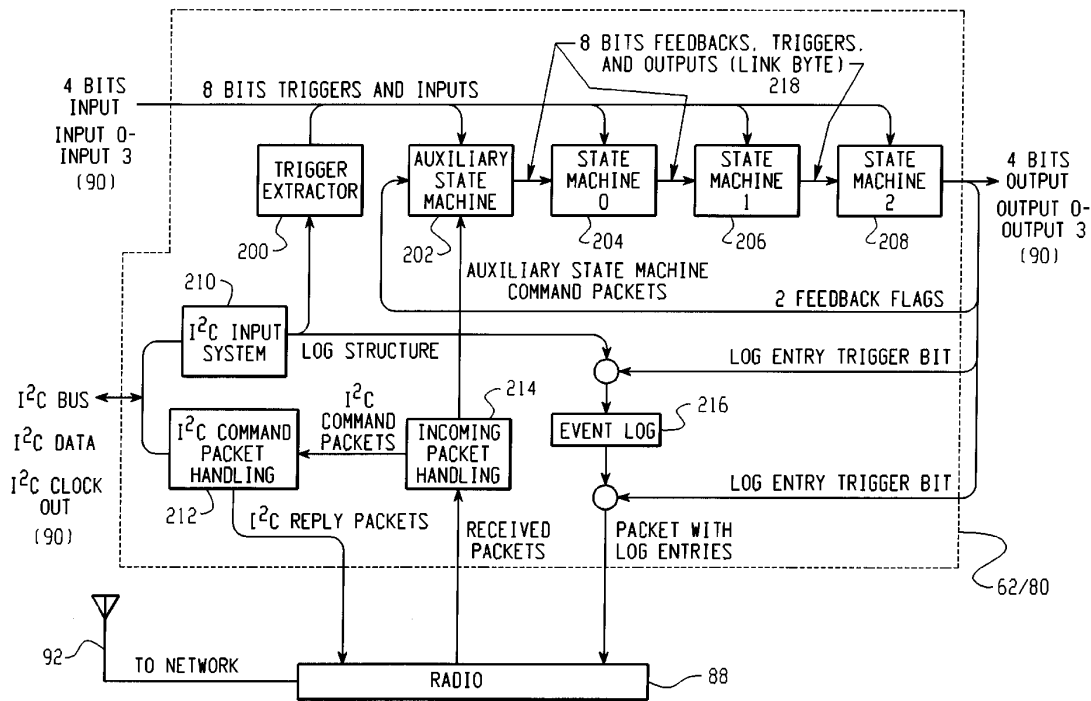 4 BITS
INPUT
INPUT 0-
INPUT 3
(90)
8 BITS TRIGGERS AND INPUTS
8 BITS FEEDBACKS, TRIGGERS,
AND OUTPUTS (LINK BYTE)
218
TRIGGER
EXTRACTOR
200
AUXILIARY
STATE
MACHINE
202
STATE
MACHINE
0
204
STATE
MACHINE
1
206
STATE
MACHINE
2
208
4 BITS
OUTPUT
OUTPUT 0-
OUTPUT 3
(90)
AUXILIARY STATE MACHINE
COMMAND PACKETS
2 FEEDBACK FLAGS
210
I²C INPUT
SYSTEM
LOG STRUCTURE
LOG ENTRY TRIGGER BIT
I²C BUS
I²C DATA
I²C CLOCK
OUT
(90)
I²C COMMAND
PACKET
HANDLING
212
I²C
COMMAND
PACKETS
214
INCOMING
PACKET
HANDLING
216
EVENT LOG
LOG ENTRY TRIGGER BIT
I²C REPLY PACKETS
RECEIVED
PACKETS
PACKET WITH
LOG ENTRIES
62/80
92
TO NETWORK
RADIO
88